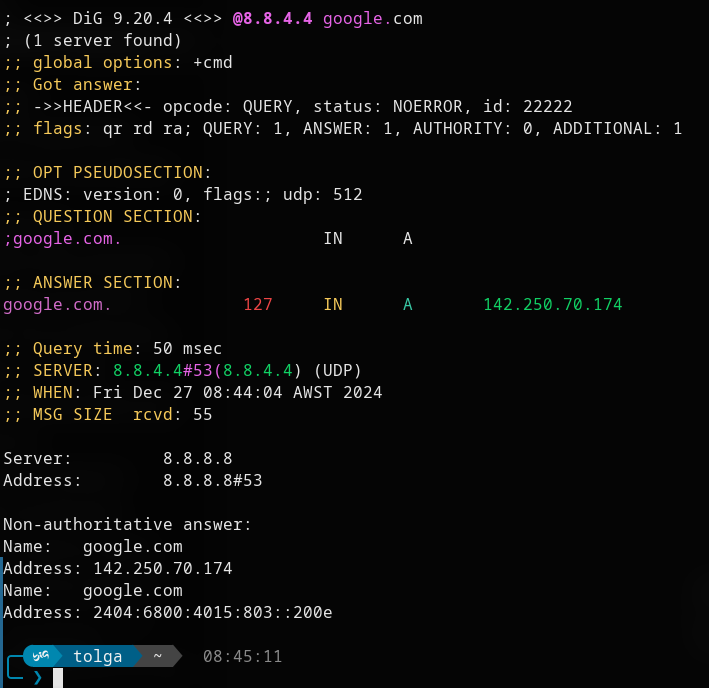 ; <<>> DiG 9.20.4 <<>> @8.8.4.4 google.com
; (1 server found)
;; global options: +cmd
;; Got answer:
;; ->>HEADER<<- opcode: QUERY, status: NOERROR, id: 22222
;; flags: qr rd ra; QUERY: 1, ANSWER: 1, AUTHORITY: 0, ADDITIONAL: 1
;; OPT PSEUDOSECTION:
; EDNS: version: 0, flags:; udp: 512
;; QUESTION SECTION:
;google.com. IN A
;; ANSWER SECTION:
google.com. 127 IN A 142.250.70.174
;; Query time: 50 msec
;; SERVER: 8.8.4.4#53(8.8.4.4) (UDP)
;; WHEN: Fri Dec 27 08:44:04 AWST 2024
;; MSG SIZE rcvd: 55
Server: 8.8.8.8
Address: 8.8.8.8#53
Non-authoritative answer:
Name: google.com
Address: 142.250.70.174
Name: google.com
Address: 2404:6800:4015:803::200e
tolga ~ 08:45:11
❯